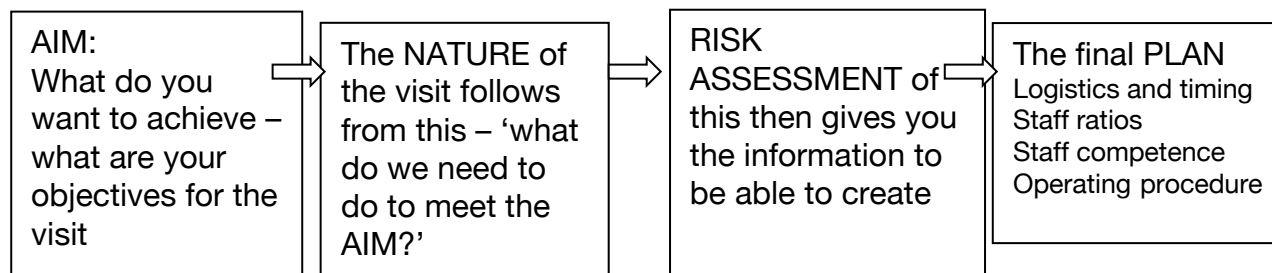 AIM:
What do you
want to achieve –
what are your
objectives for the
visit
The NATURE of
the visit follows
from this – ‘what
do we need to
do to meet the
AIM?’
RISK
ASSESSMENT of
this then gives you
the information to
be able to create
The final PLAN
Logistics and timing
Staff ratios
Staff competence
Operating procedure